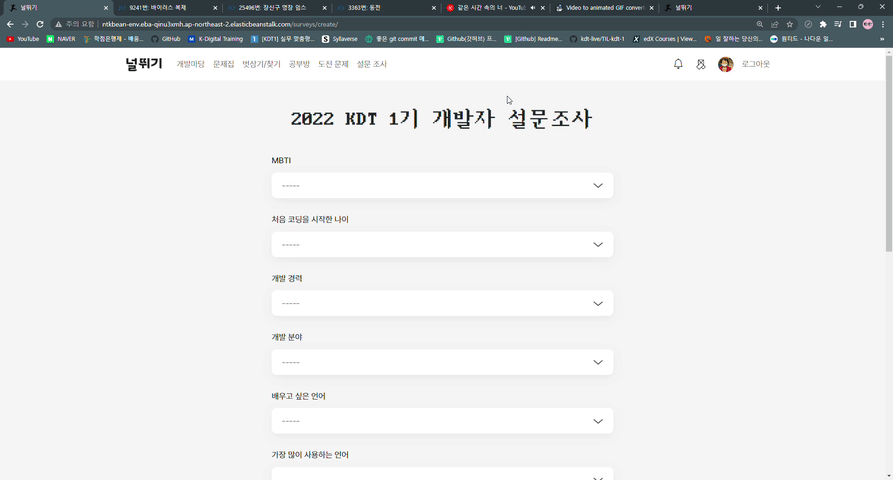 널뛰기
9241번: 바이러스 복제
25496번: 장신구 명장 임스
3363번: 동전
같은 시간 속의 너 - YouTu
Video to animated GIF convert
널뛰기
주의 요함
ntkbean-env.eba-qinu3xmh.ap-northeast-2.elasticbeanstalk.com/surveys/create/
YouTube
NAVER
학점은행제 - 배움...
GitHub
K-Digital Training
[KDT1] 실무 맞춤형...
Syllaverse
좋은 git commit 메...
Github(깃허브) 프...
[Github] Readme...
kdt-live/TIL-kdt-1
edX Courses | View...
일 잘하는 당신의...
원티드 - 나다운 일...
»
널뛰기
개발마당
문제집
벗삼기/찾기
공부방
도전 문제
설문 조사
로그아웃
2022 KDT 1기 개발자 설문조사
MBTI
-----
처음 코딩을 시작한 나이
-----
개발 경력
-----
개발 분야
-----
배우고 싶은 언어
-----
가장 많이 사용하는 언어